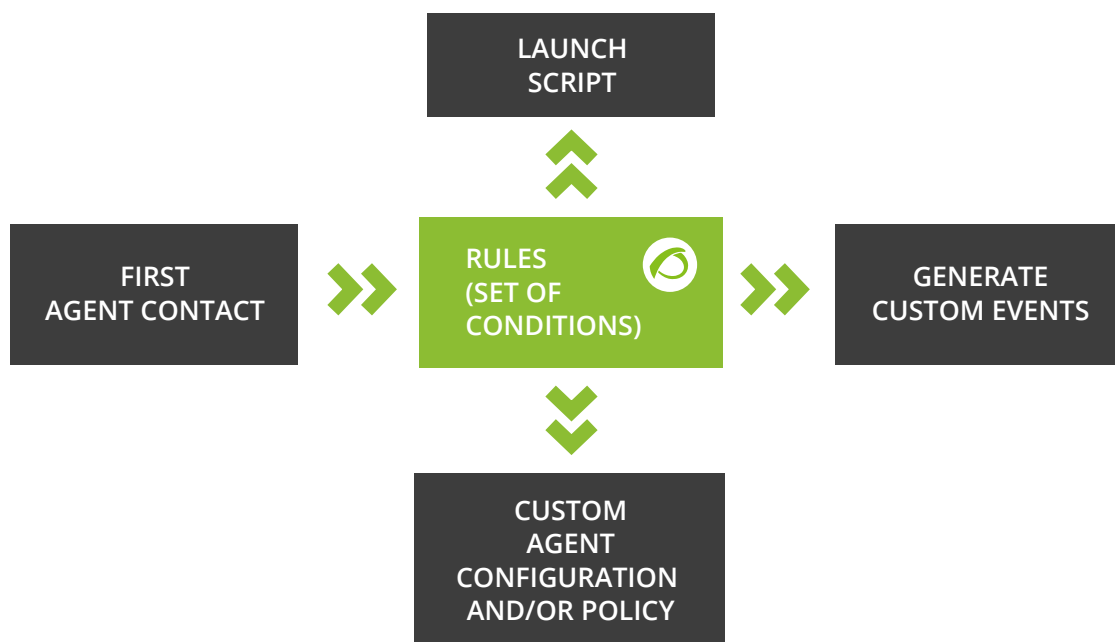 LAUNCH
SCRIPT
FIRST
AGENT CONTACT
RULES
(SET OF
CONDITIONS)
GENERATE
CUSTOM EVENTS
CUSTOM
AGENT
CONFIGURATION
AND/OR POLICY